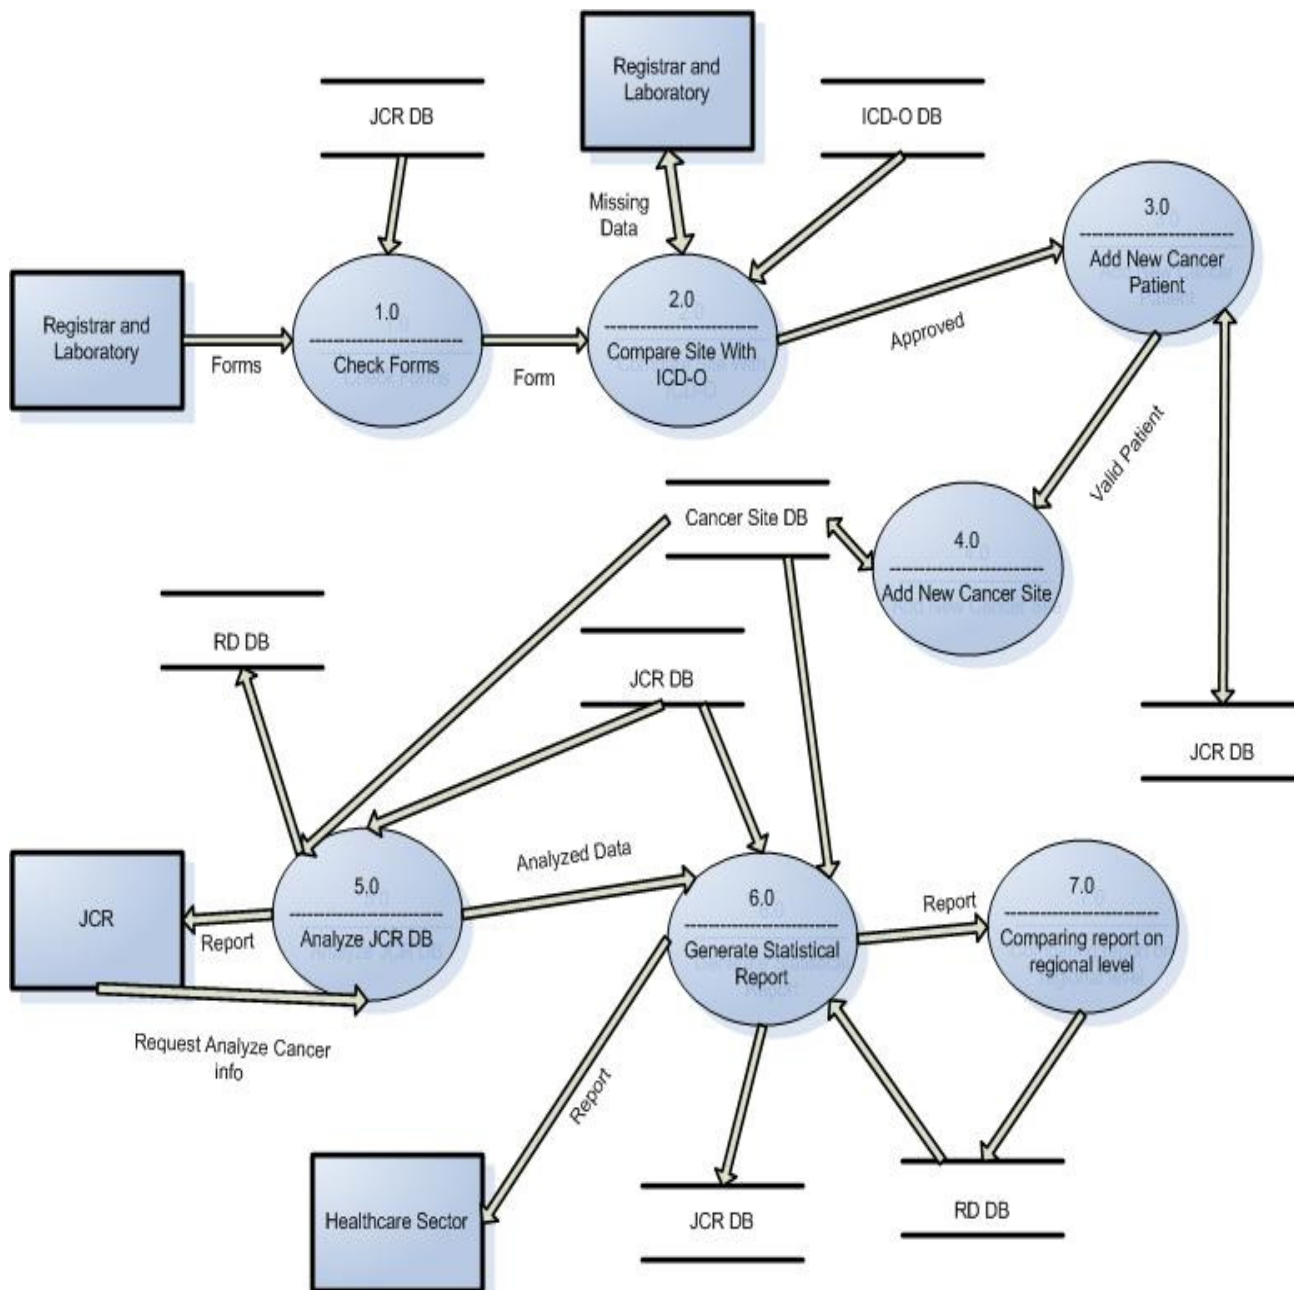 Registrar and
Laboratory
JCR DB
ICD-O DB
Missing
Data
3.0
Add New Cancer
Patient
Registrar and
Laboratory
Forms
1.0
Check Forms
Form
2.0
Compare Site With
ICD-O
Approved
Valid Patient
Cancer Site DB
4.0
Add New Cancer Site
RD DB
JCR DB
JCR DB
JCR
Report
5.0
Analyze JCR DB
Analyzed Data
6.0
Generate Statistical
Report
Report
7.0
Comparing report on
regional level
Request Analyze Cancer
info
Report
Healthcare Sector
JCR DB
RD DB